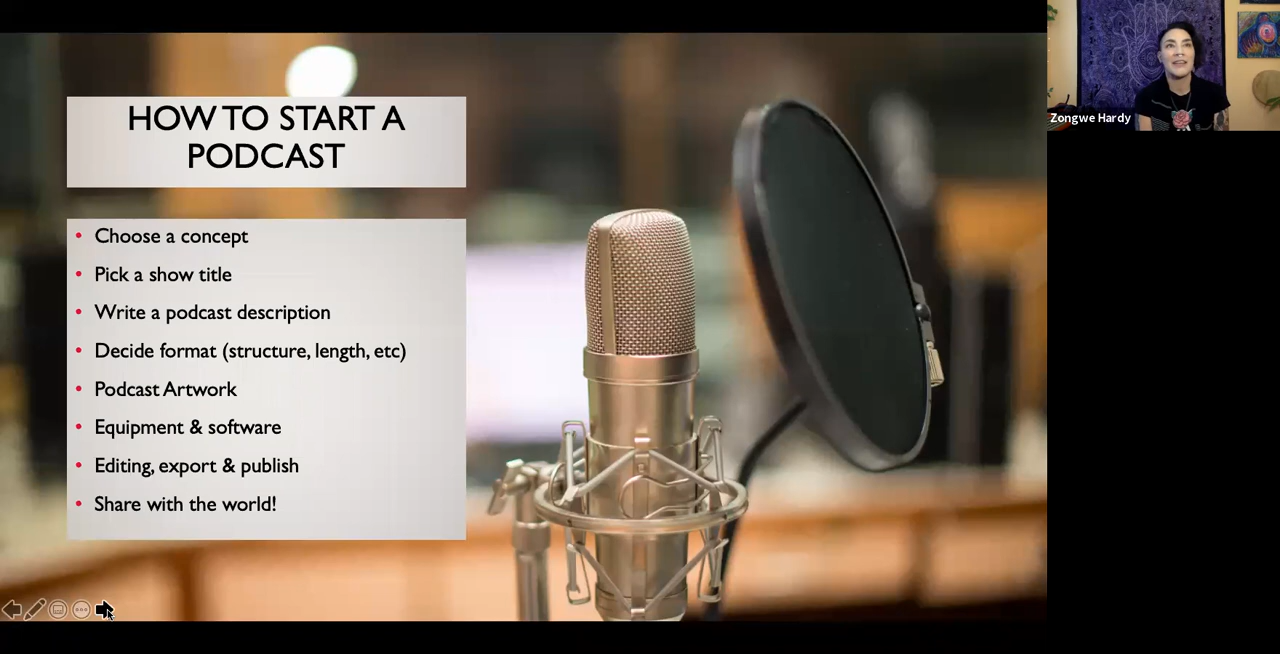 HOW TO START A
PODCAST
• Choose a concept
• Pick a show title
• Write a podcast description
• Decide format (structure, length, etc)
• Podcast Artwork
• Equipment & software
• Editing, export & publish
• Share with the world!
Zongwe Hardy